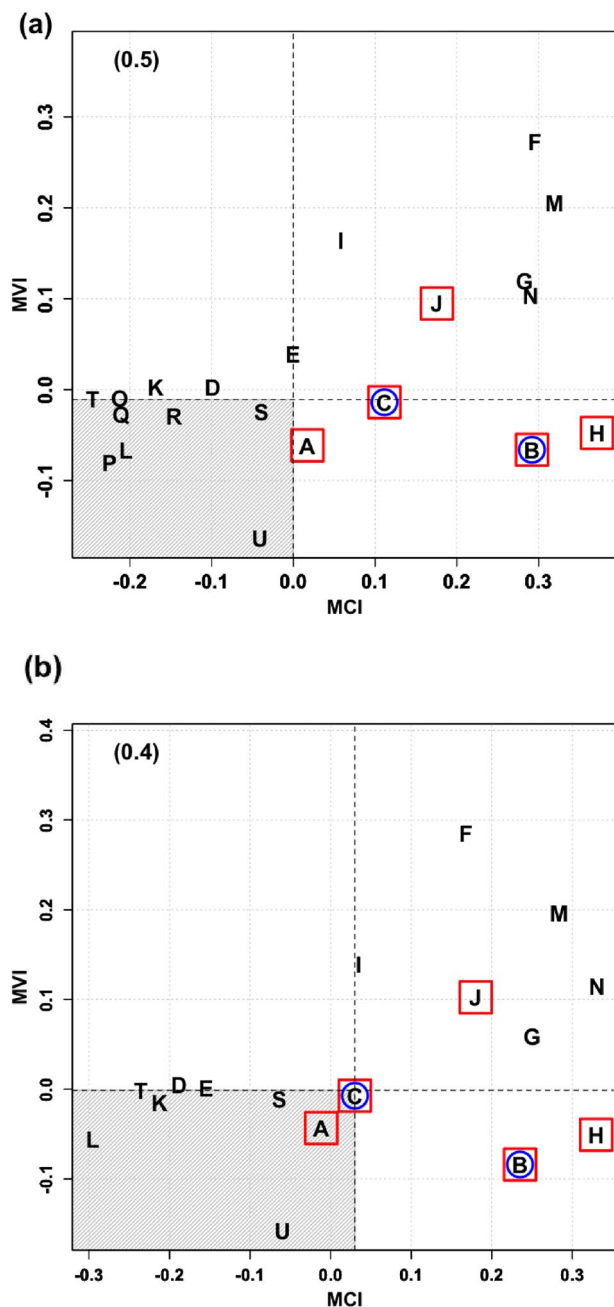 (a)
(0.5)
0.3
F
M
0.2
I
G
N
0.1
J
MVI
E
0.0
K D
T O
C
Q R S
H
A
L
B
P
-0.1
U
-0.2 -0.1 0.0 0.1 0.2 0.3
MCI
(b)
0.4
(0.4)
0.3
F
0.2
M
I
N
0.1
J
MVI
G
0.0
T D E
K S C
A
H
L
B
-0.1
U
-0.3 -0.2 -0.1 0.0 0.1 0.2 0.3
MCI